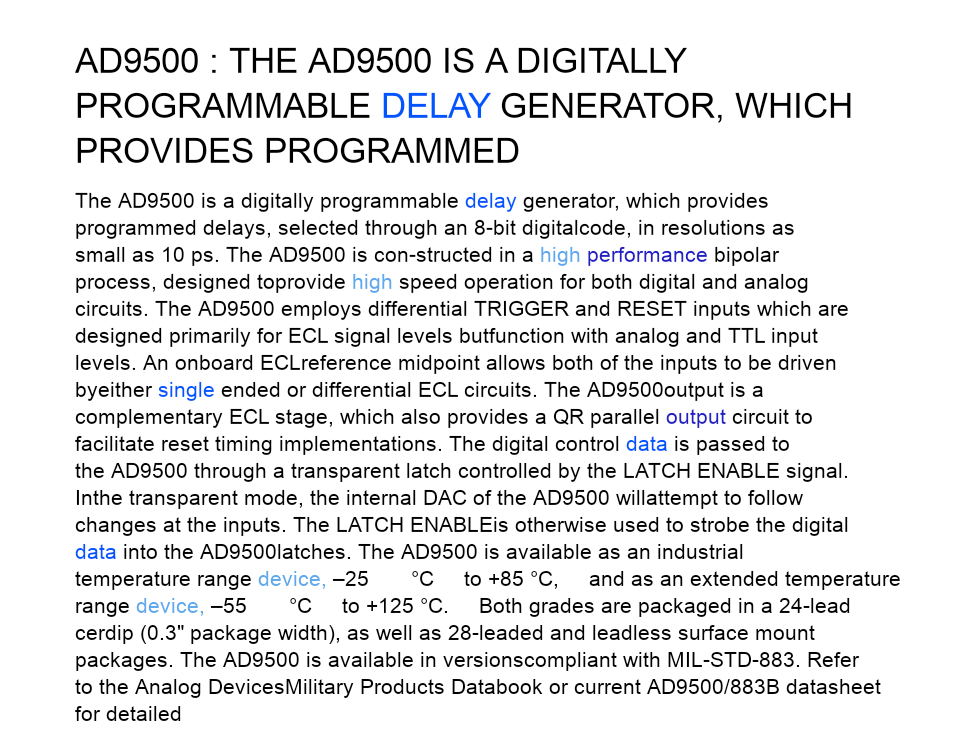 AD9500 : THE AD9500 IS A DIGITALLY
PROGRAMMABLE DELAY GENERATOR, WHICH
PROVIDES PROGRAMMED
The AD9500 is a digitally programmable delay generator, which provides
programmed delays, selected through an 8-bit digitalcode, in resolutions as
small as 10 ps. The AD9500 is con-structed in a high performance bipolar
process, designed toprovide high speed operation for both digital and analog
circuits. The AD9500 employs differential TRIGGER and RESET inputs which are
designed primarily for ECL signal levels butfunction with analog and TTL input
levels. An onboard ECLreference midpoint allows both of the inputs to be driven
byeither single ended or differential ECL circuits. The AD9500output is a
complementary ECL stage, which also provides a QR parallel output circuit to
facilitate reset timing implementations. The digital control data is passed to
the AD9500 through a transparent latch controlled by the LATCH ENABLE signal.
Inthe transparent mode, the internal DAC of the AD9500 willattempt to follow
changes at the inputs. The LATCH ENABLEis otherwise used to strobe the digital
data into the AD9500latches. The AD9500 is available as an industrial
temperature range device, –25 °C to +85 °C, and as an extended temperature
range device, –55 °C to +125 °C. Both grades are packaged in a 24-lead
cerdip (0.3" package width), as well as 28-leaded and leadless surface mount
packages. The AD9500 is available in versionscompliant with MIL-STD-883. Refer
to the Analog DevicesMilitary Products Databook or current AD9500/883B datasheet
for detailed